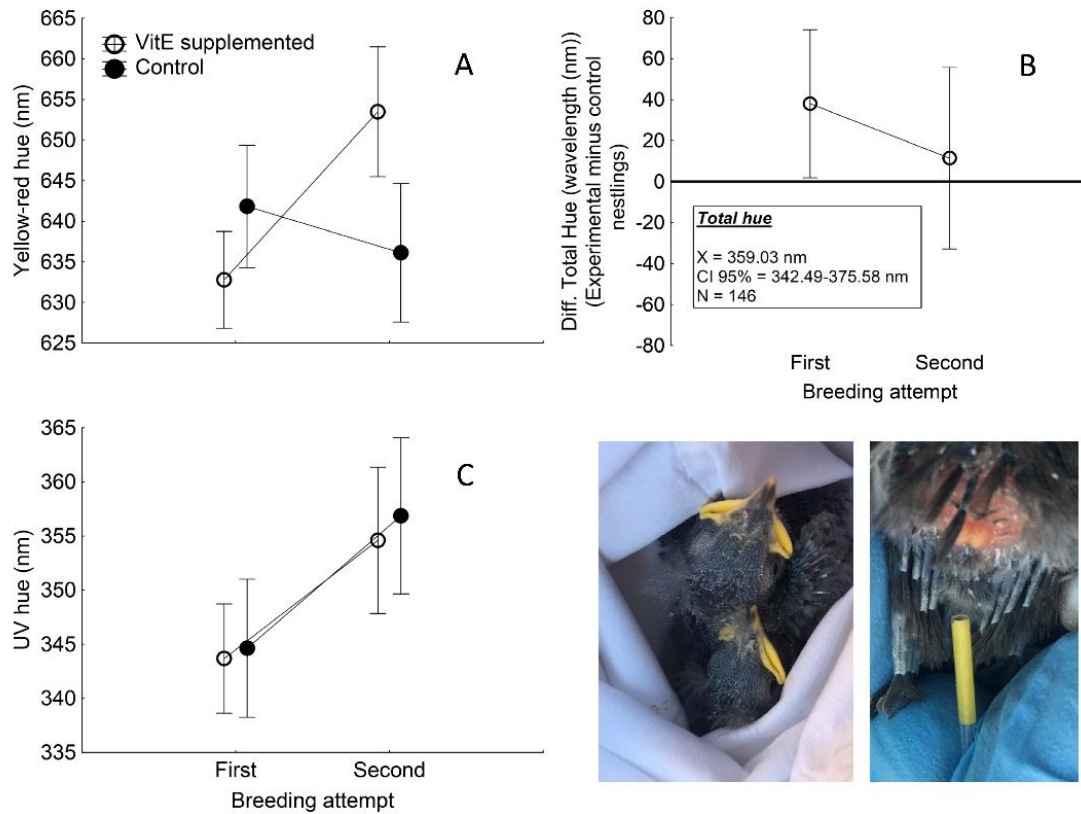 A
Yellow-red hue (nm)
665
660
655
650
645
640
635
630
625
VitE supplemented
Control
B
Diff. Total Hue (wavelength (nm))
(Experimental minus control
nestlings)
80
60
40
20
0
-20
-40
-60
-80
Total hue
X = 359.03 nm
CI 95% = 342.49-375.58 nm
N = 146
First Second
Breeding attempt
C
UV hue (nm)
365
360
355
350
345
340
335
First Second
Breeding attempt